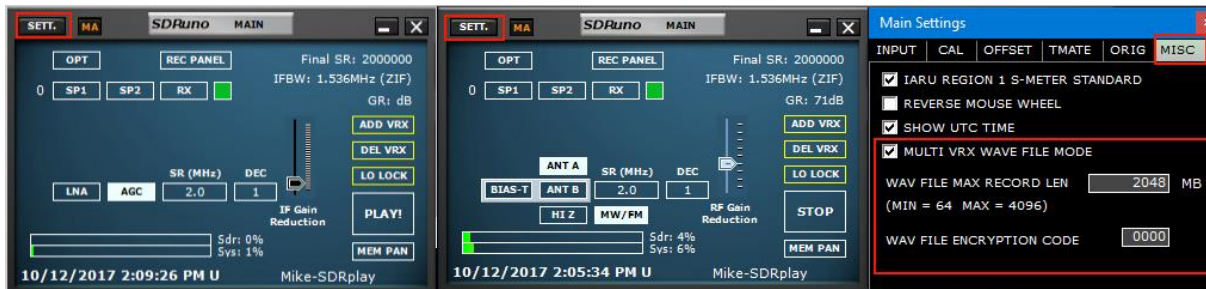 SETT. MA SDRuno MAIN
OPT REC PANEL Final SR: 2000000
IFBW: 1.536MHz (ZIF)
0 SP1 SP2 RX GR: dB
ADD VRX
DEL VRX
SR (MHz) DEC LO LOCK
LNA AGC 2.0 1
IF Gain
Reduction PLAY!
Sdr: 0%
Sys: 1% MEM PAN
10/12/2017 2:09:26 PM U Mike-SDRplay
SETT. MA SDRuno MAIN
OPT REC PANEL Final SR: 2000000
IFBW: 1.536MHz (ZIF)
0 SP1 SP2 RX GR: 71dB
ADD VRX
DEL VRX
ANT A SR (MHz) DEC LO LOCK
BIAS-T ANT B 2.0 1
HI Z MW/FM RF Gain
Reduction STOP
Sdr: 4%
Sys: 6% MEM PAN
10/12/2017 2:05:34 PM U Mike-SDRplay
Main Settings
INPUT CAL OFFSET TMATE ORIG MISC
IARU REGION 1 S-METER STANDARD
REVERSE MOUSE WHEEL
SHOW UTC TIME
MULTI VRX WAVE FILE MODE
WAV FILE MAX RECORD LEN 2048 MB
(MIN = 64 MAX = 4096)
WAV FILE ENCRYPTION CODE 0000